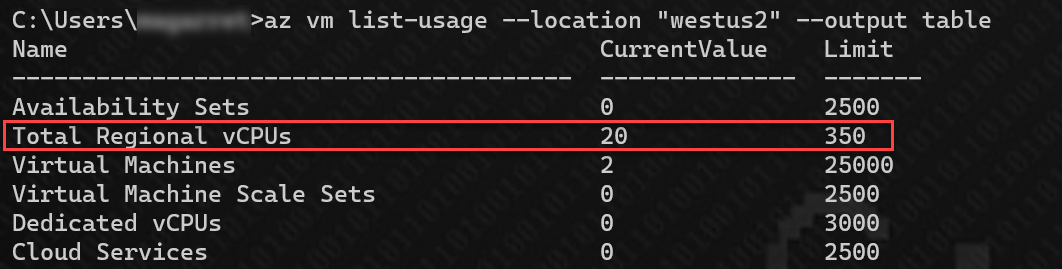 C:\Users\ >az vm list-usage --location "westus2" --output table
Name CurrentValue Limit
--------------------------------------- -------------- -------
Availability Sets 0 2500
Total Regional vCPUs 20 350
Virtual Machines 2 25000
Virtual Machine Scale Sets 0 2500
Dedicated vCPUs 0 3000
Cloud Services 0 2500